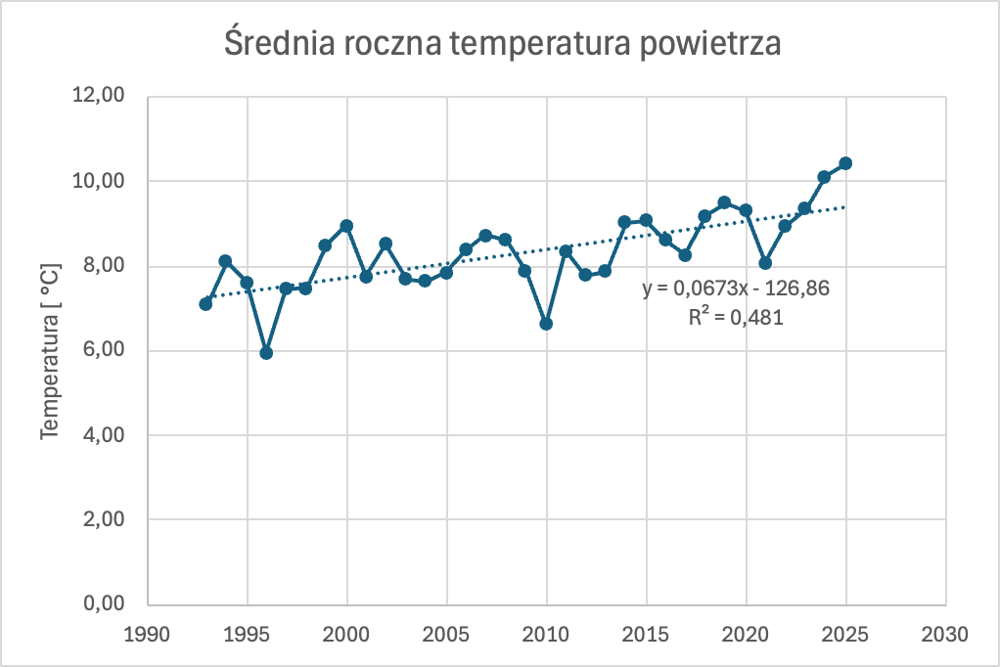 Średnia roczna temperatura powietrza
12,00
10,00
8,00
6,00
4,00
2,00
0,00
Temperatura [ °C]
y = 0,0673x - 126,86
R² = 0,481
1990 1995 2000 2005 2010 2015 2020 2025 2030